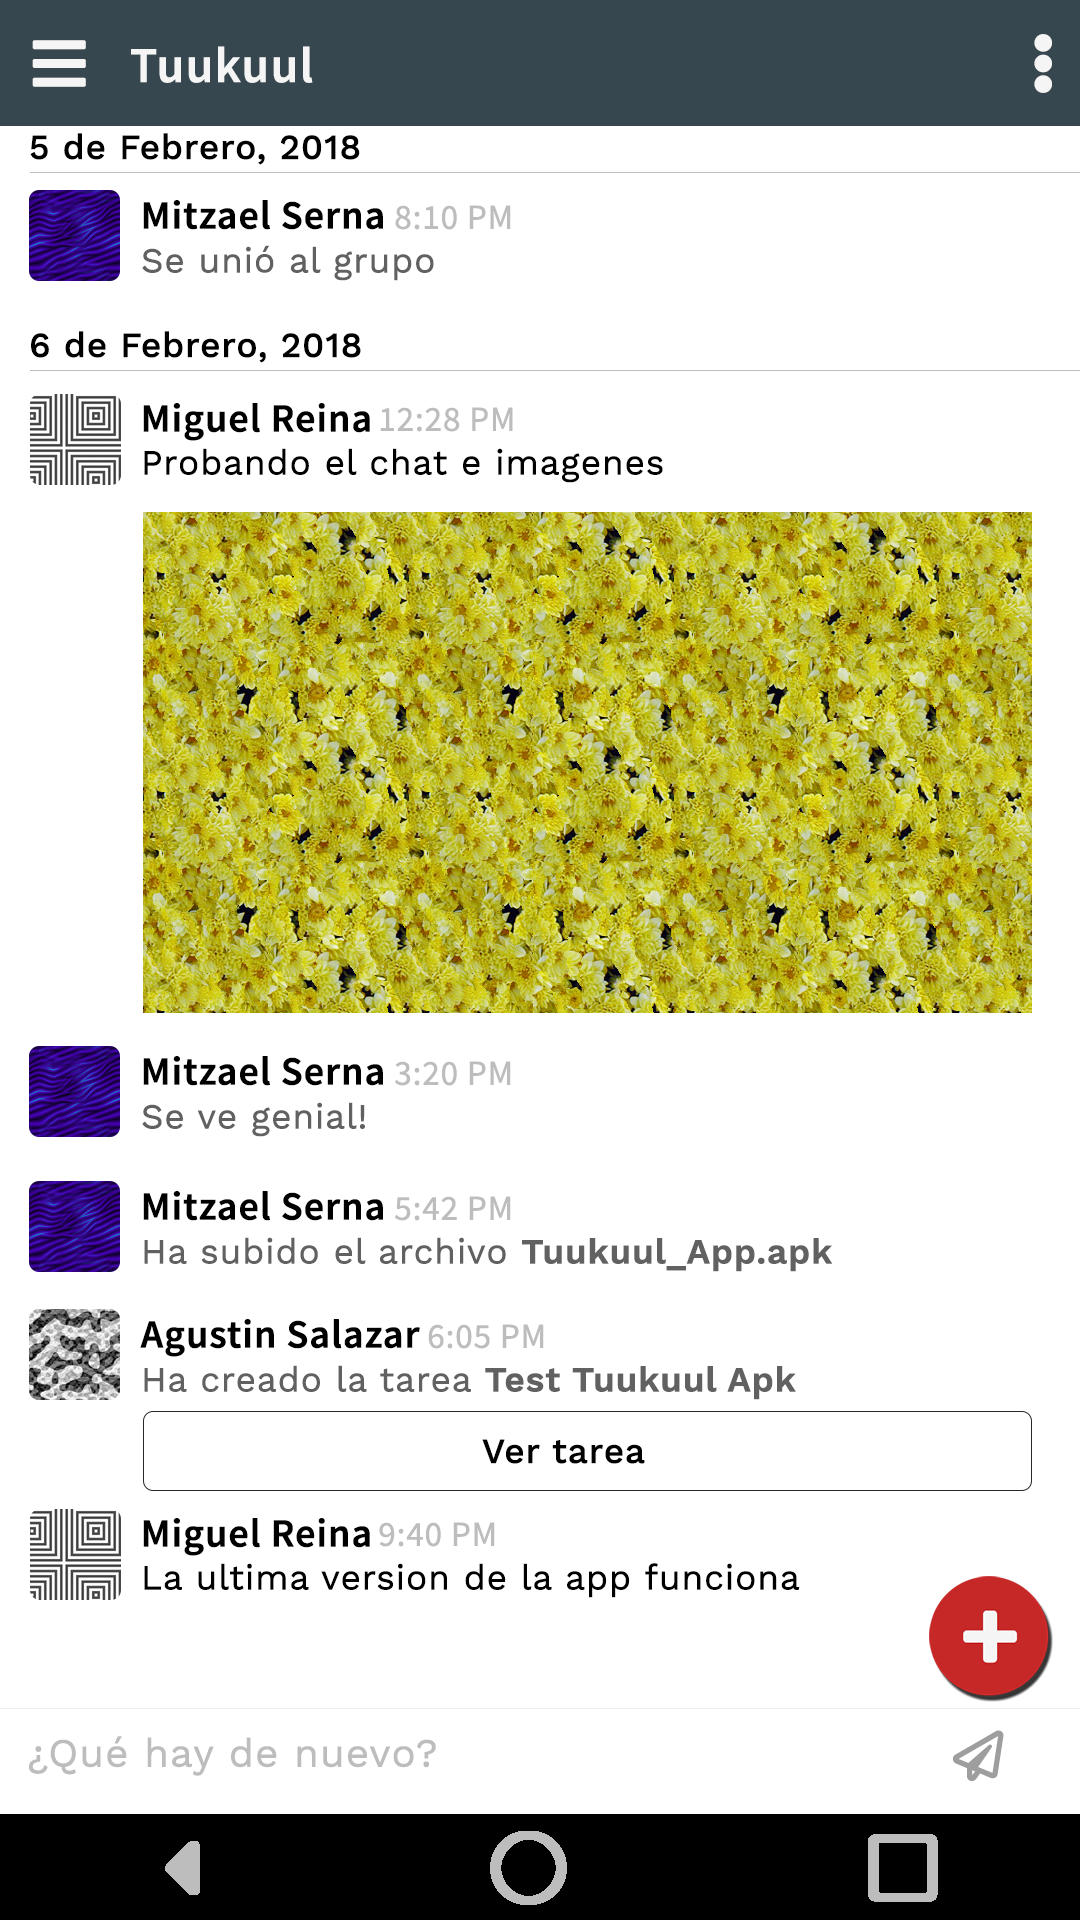 Tuukuul
5 de Febrero, 2018
Mitzael Serna 8:10 PM
Se unió al grupo
6 de Febrero, 2018
Miguel Reina 12:28 PM
Probando el chat e imagenes
Mitzael Serna 3:20 PM
Se ve genial!
Mitzael Serna 5:42 PM
Ha subido el archivo Tuukuul_App.apk
Agustin Salazar 6:05 PM
Ha creado la tarea Test Tuukuul Apk
Ver tarea
Miguel Reina 9:40 PM
La ultima version de la app funciona
¿Qué hay de nuevo?